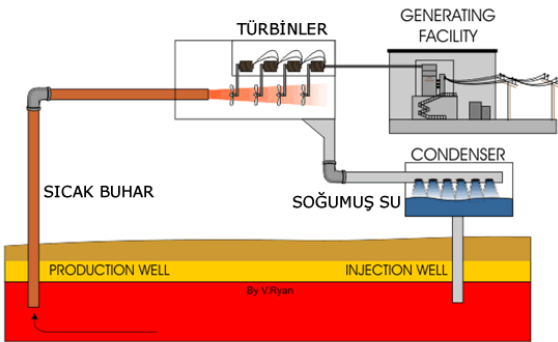 GENERATING
FACILITY
TÜRBİNLER
CONDENSER
SICAK BUHAR
SOĞUMUŞ SU
PRODUCTION WELL
INJECTION WELL
By V.Ryan